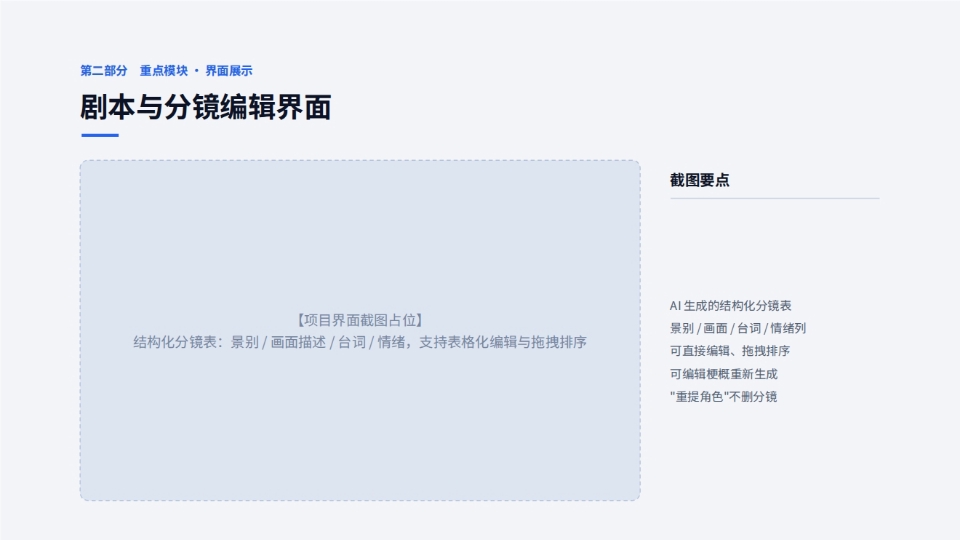 第二部分　重点模块 · 界面展示
剧本与分镜编辑界面
【项目界面截图占位】
结构化分镜表：景别 / 画面描述 / 台词 / 情绪，支持表格化编辑与拖拽排序
截图要点
AI 生成的结构化分镜表
景别 / 画面 / 台词 / 情绪列
可直接编辑、拖拽排序
可编辑梗概重新生成
"重提角色"不删分镜